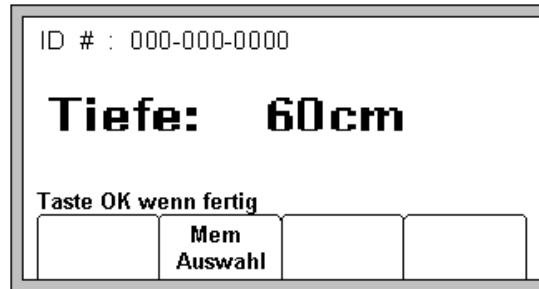 ID # : 000-000-0000
Tiefe: 60cm
Taste OK wenn fertig
Mem
Auswahl